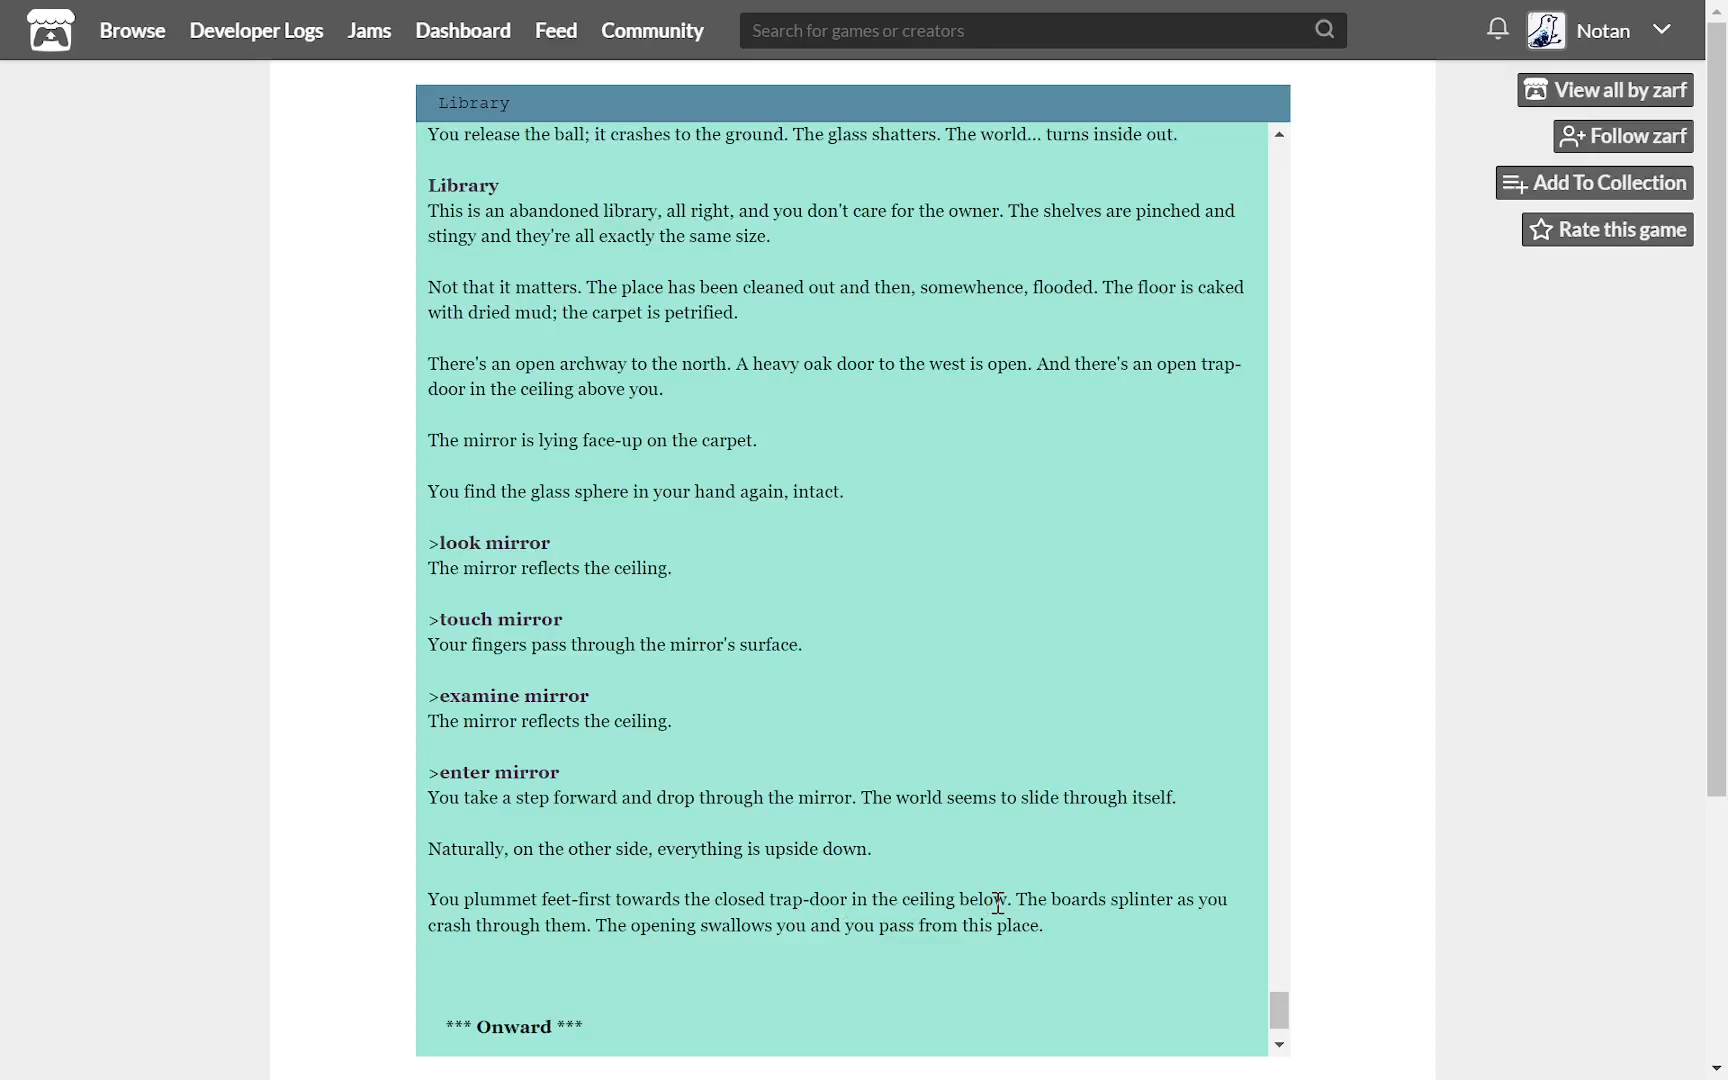 Browse Developer Logs Jams Dashboard Feed Community Search for games or creators Notan
View all by zarf
Follow zarf
Add To Collection
Rate this game
Library
You release the ball; it crashes to the ground. The glass shatters. The world... turns inside out.
Library
This is an abandoned library, all right, and you don't care for the owner. The shelves are pinched and
stingy and they're all exactly the same size.
Not that it matters. The place has been cleaned out and then, somewhence, flooded. The floor is caked
with dried mud; the carpet is petrified.
There's an open archway to the north. A heavy oak door to the west is open. And there's an open trap-
door in the ceiling above you.
The mirror is lying face-up on the carpet.
You find the glass sphere in your hand again, intact.
>look mirror
The mirror reflects the ceiling.
>touch mirror
Your fingers pass through the mirror's surface.
>examine mirror
The mirror reflects the ceiling.
>enter mirror
You take a step forward and drop through the mirror. The world seems to slide through itself.
Naturally, on the other side, everything is upside down.
You plummet feet-first towards the closed trap-door in the ceiling below. The boards splinter as you
crash through them. The opening swallows you and you pass from this place.
*** Onward ***